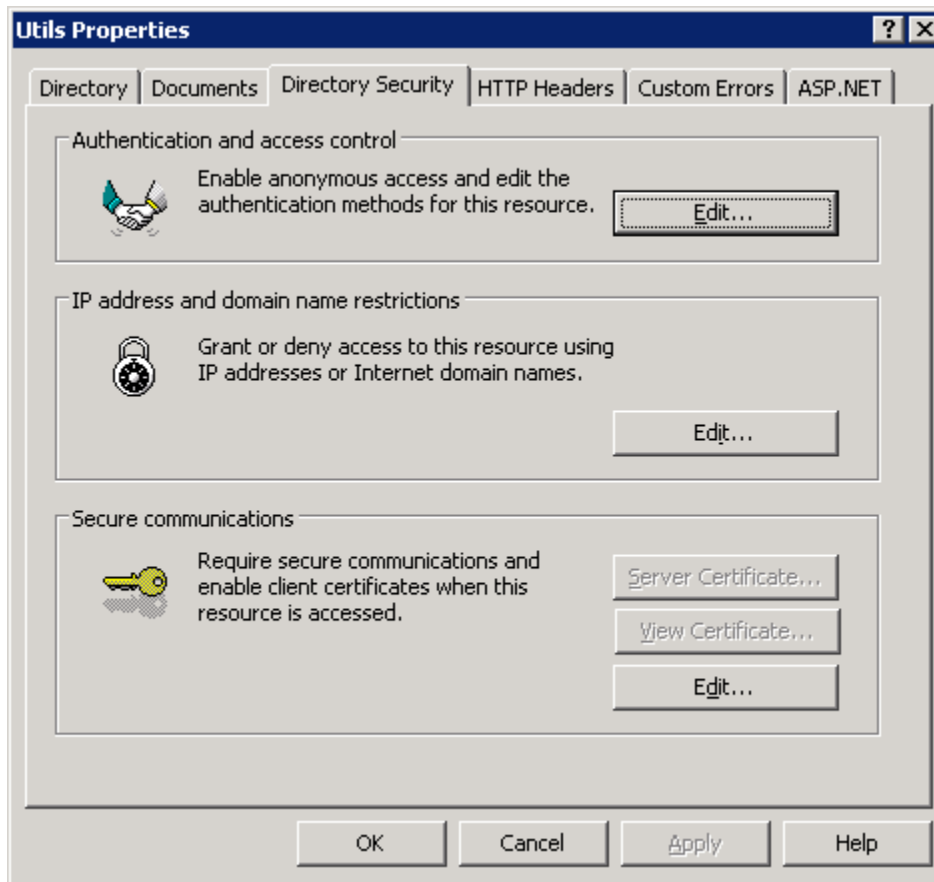 Utils Properties
Directory
Documents
Directory Security
HTTP Headers
Custom Errors
ASP.NET
Authentication and access control
Enable anonymous access and edit the
authentication methods for this resource.
Edit...
IP address and domain name restrictions
Grant or deny access to this resource using
IP addresses or Internet domain names.
Edit...
Secure communications
Require secure communications and
enable client certificates when this
resource is accessed.
Server Certificate...
View Certificate...
Edit...
OK
Cancel
Apply
Help